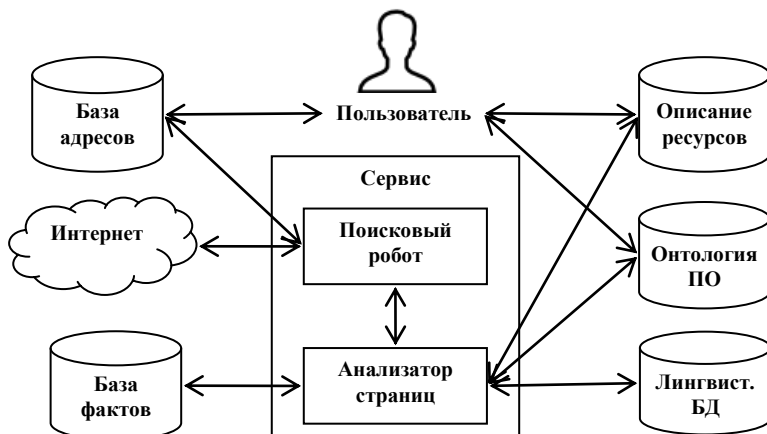 База
адресов
Пользователь
Описание
ресурсов
Сервис
Интернет
Поисковый
робот
Онтология
ПО
База
фактов
Анализатор
страниц
Лингвист.
БД